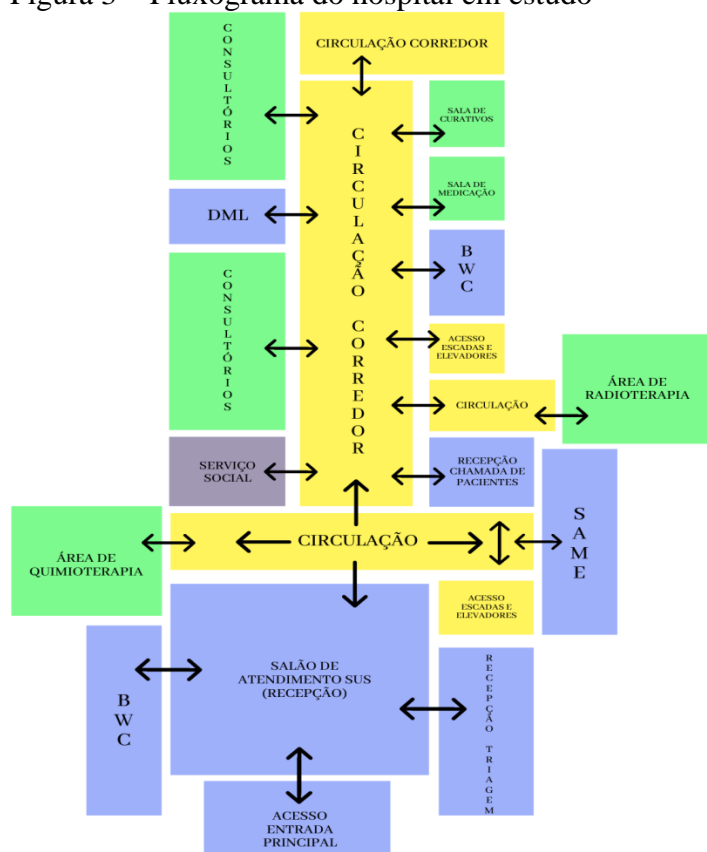 Figura 3 – Fluxograma do hospital em estudo
CIRCULAÇÃO CORREDOR
CONSULTÓRIOS
CIRCULAÇÃO CORREDOR
SALA DE
CURATIVOS
SALA DE
MEDICAÇÃO
DML
BWC
CONSULTÓRIOS
ACESSO
ESCADAS E
ELEVADORES
ÁREA DE
RADIOTERAPIA
CIRCULAÇÃO
SERVIÇO
SOCIAL
RECEPÇÃO
CHAMADA DE
PACIENTES
SAME
CIRCULAÇÃO
ÁREA DE
QUIMIOTERAPIA
ACESSO
ESCADAS E
ELEVADORES
SALÃO DE
ATENDIMENTO SUS
(RECEPÇÃO)
BWC
RECEPÇÃO TRIAGEM
ACESSO
ENTRADA
PRINCIPAL